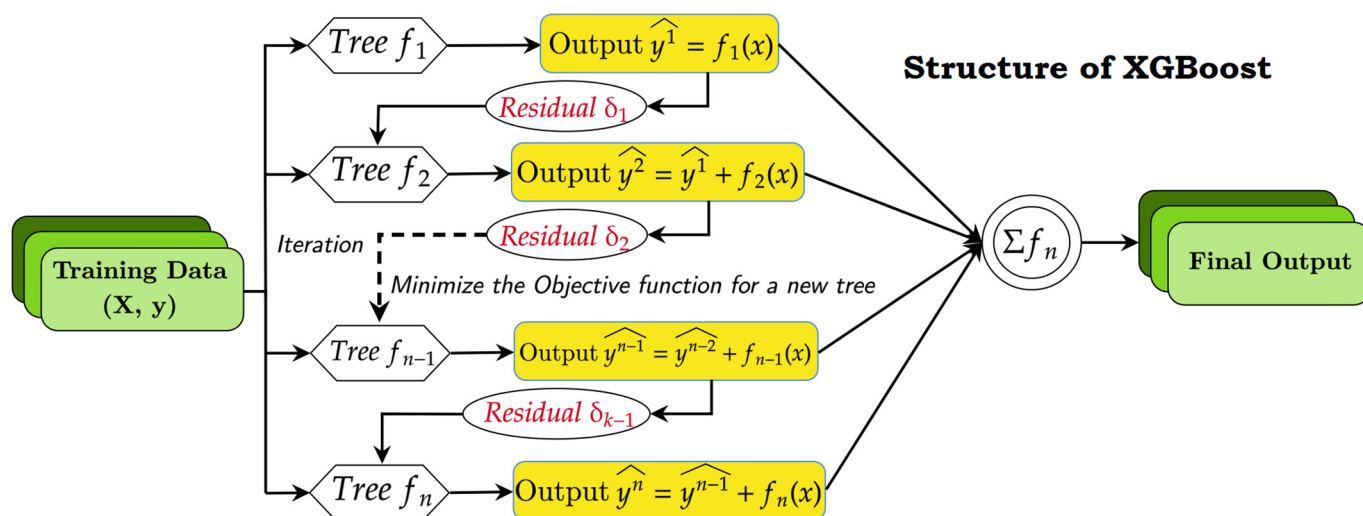 Structure of XGBoost
Tree f₁
Output ŷ¹ = f₁(x)
Residual δ₁
Tree f₂
Output ŷ² = ŷ¹ + f₂(x)
Residual δ₂
Iteration
Minimize the Objective function for a new tree
Training Data
(X, y)
Tree fₙ₋₁
Output ŷⁿ⁻¹ = ŷⁿ⁻² + fₙ₋₁(x)
Residual δₖ₋₁
Tree fₙ
Output ŷⁿ = ŷⁿ⁻¹ + fₙ(x)
Σfₙ
Final Output